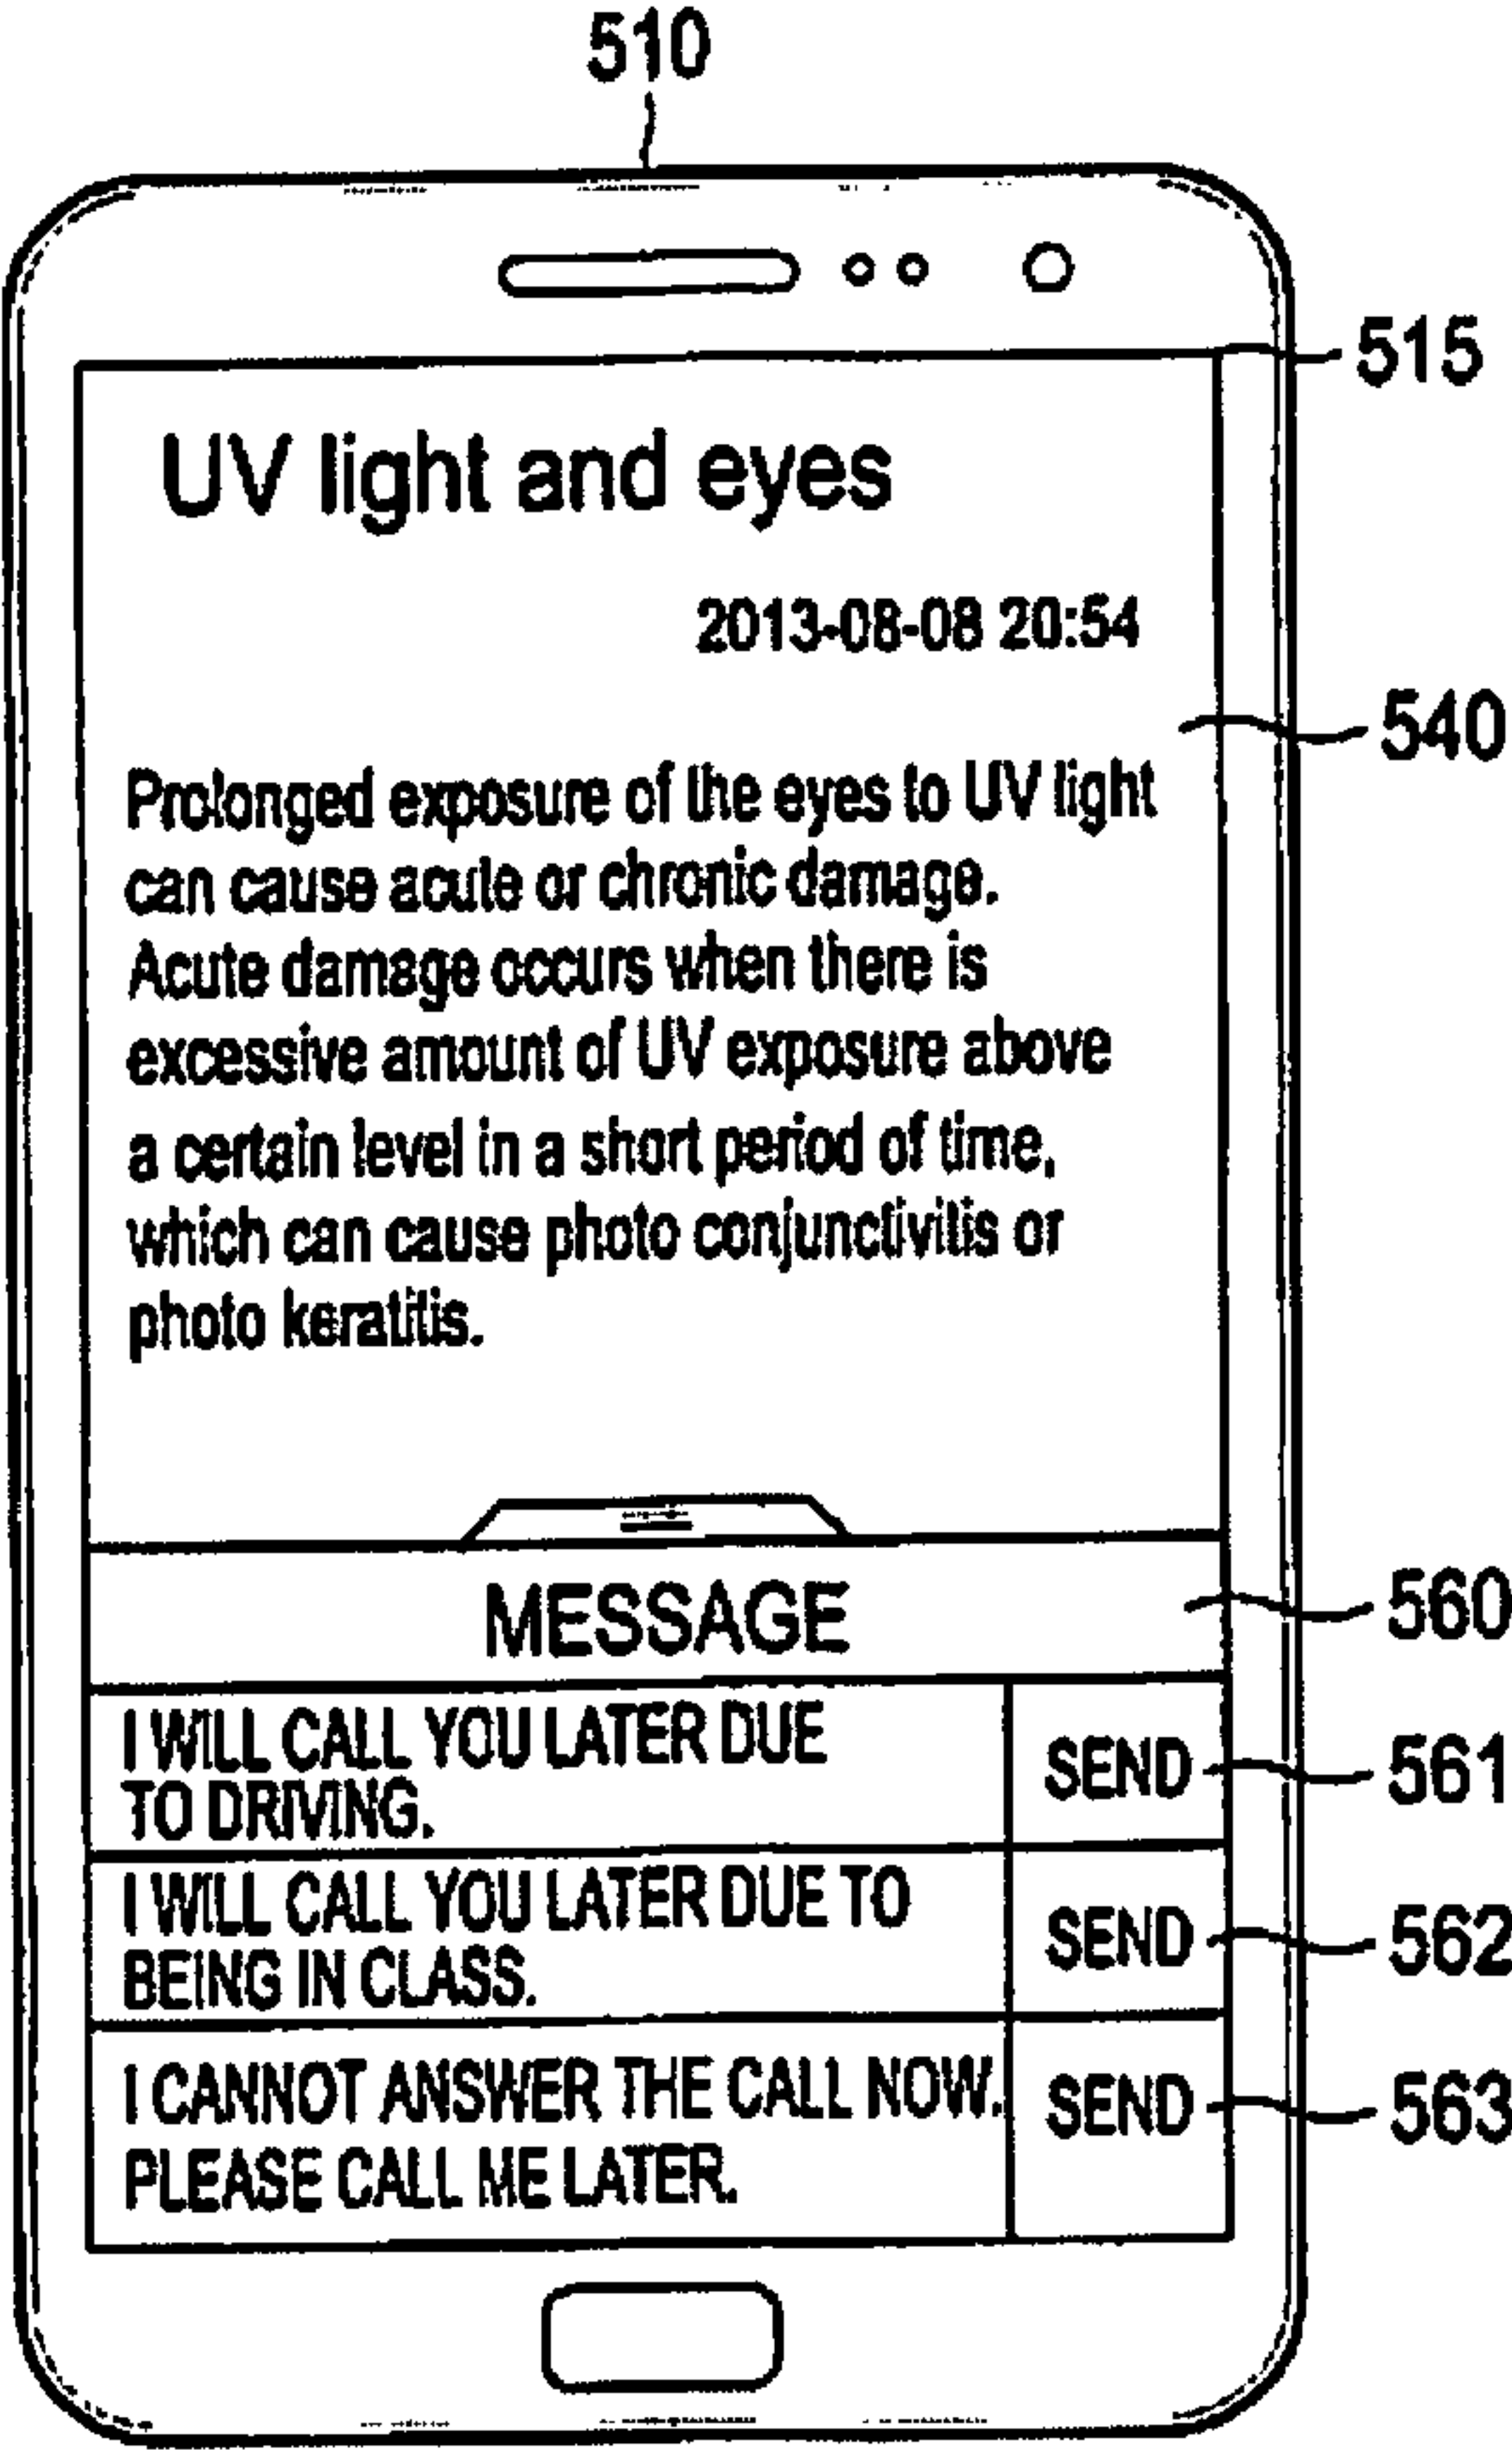 510
515
UV light and eyes
2013-08-08 20:54
540
Prolonged exposure of the eyes to UV light
can cause acute or chronic damage.
Acute damage occurs when there is
excessive amount of UV exposure above
a certain level in a short period of time,
which can cause photo conjunctivitis or
photo keratitis.
MESSAGE
560
I WILL CALL YOU LATER DUE
TO DRIVING.
SEND
561
I WILL CALL YOU LATER DUE TO
BEING IN CLASS.
SEND
562
I CANNOT ANSWER THE CALL NOW.
PLEASE CALL ME LATER.
SEND
563